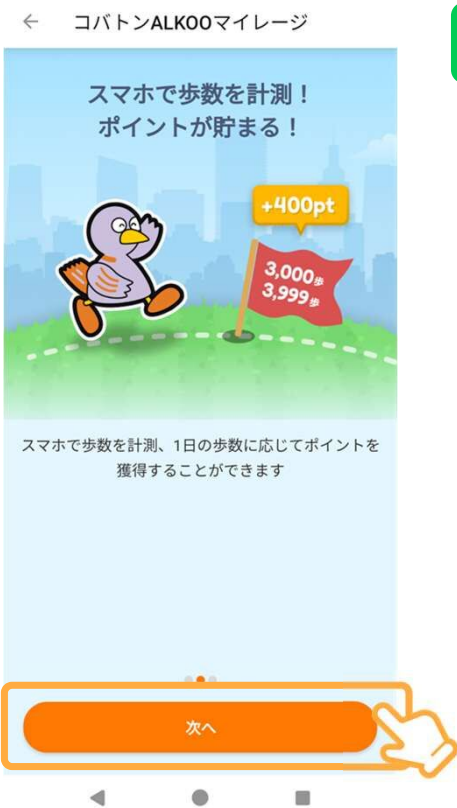 コバトンALKOOマイレージ
スマホで歩数を計測！
ポイントが貯まる！
+400pt
3,000歩
3,999歩
スマホで歩数を計測、1日の歩数に応じてポイントを
獲得することができます
次へ